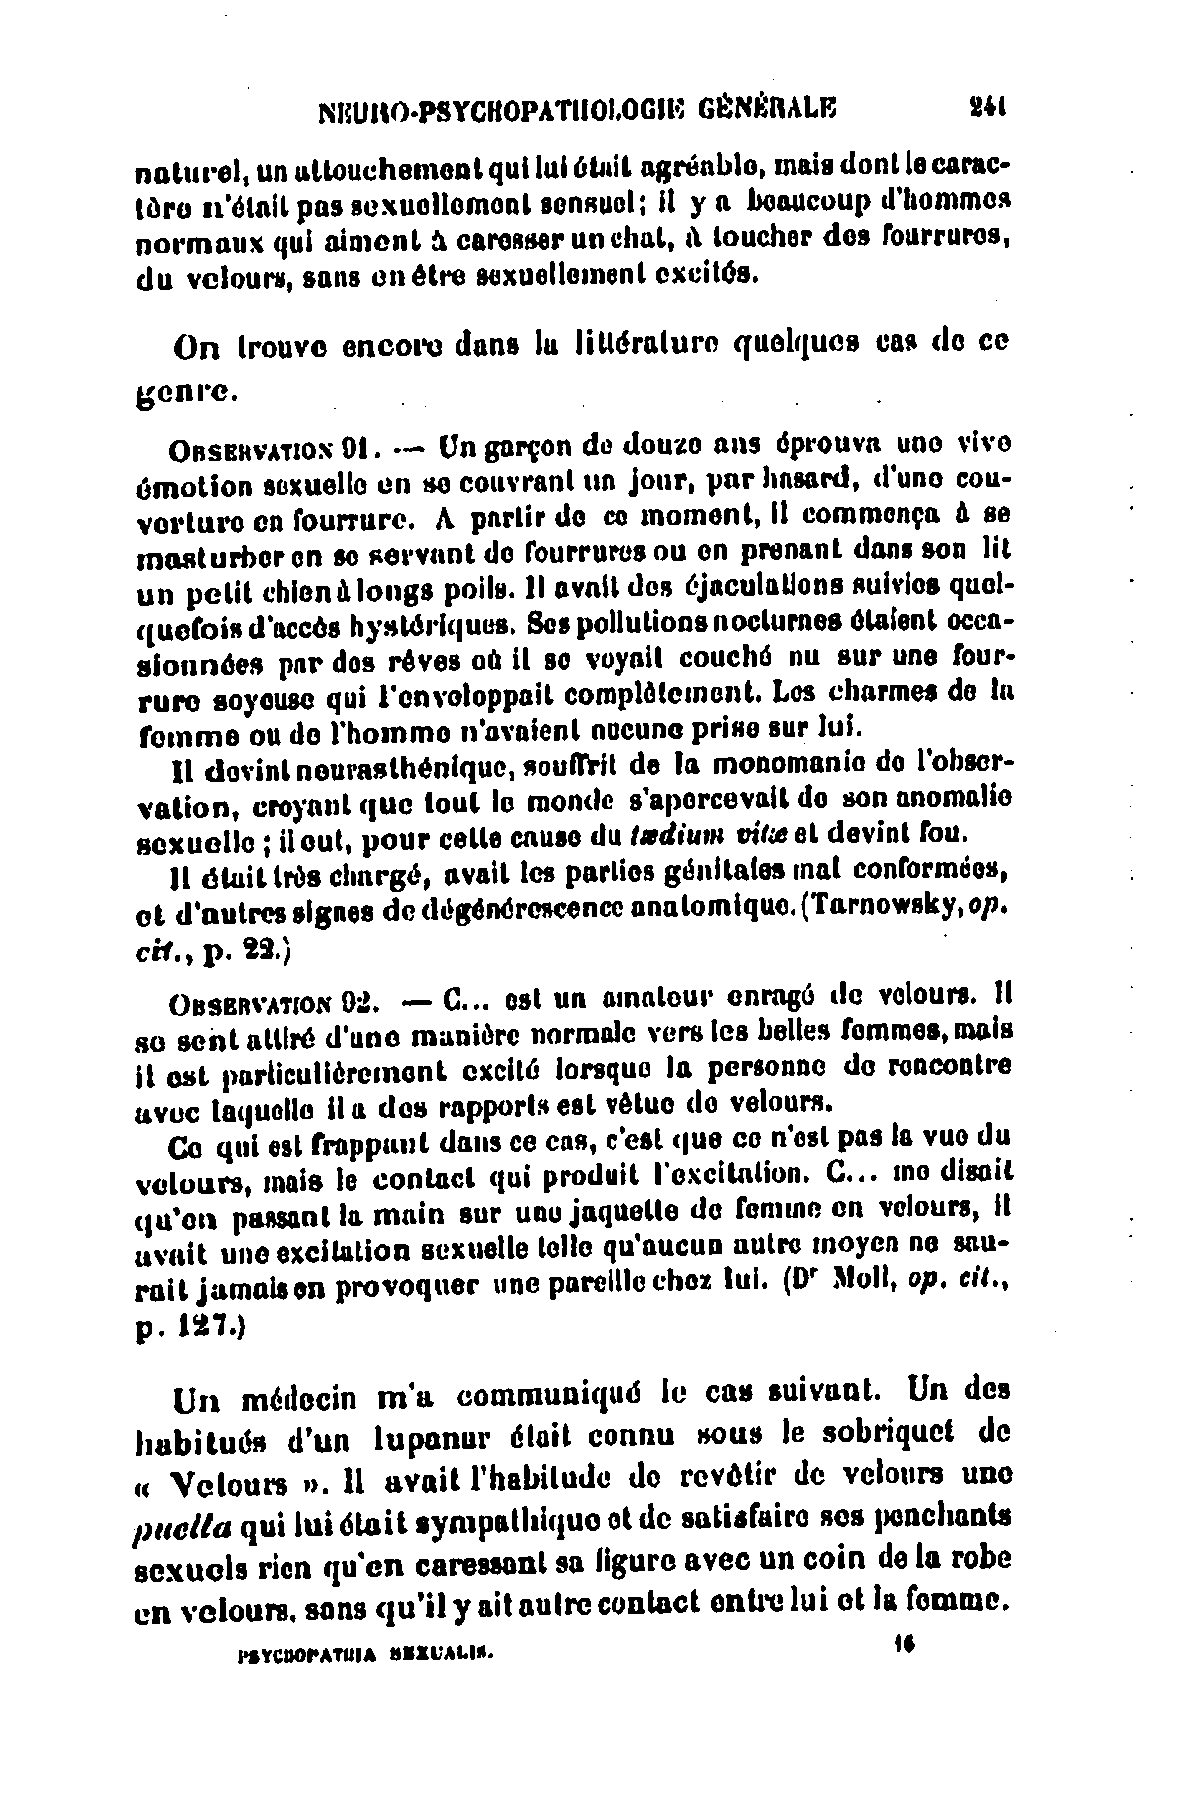 NEURO-PSYCHOPATHOLOGIE GÉNÉRALE 241
naturel, un attouchement qui lui était agréable, mais dont le carac-
tère n'était pas sexuellement sensuel; il y a beaucoup d'hommes
normaux qui aiment à caresser un chat, à toucher des fourrures,
du velours, sans en être sexuellement excités.
On trouve encore dans la littérature quelques cas de ce
genre.
OBSERVATION 91. — Un garçon de douze ans éprouva une vive
émotion sexuelle en se couvrant un jour, par hasard, d'une cou-
verture en fourrure. A partir de ce moment, il commença à se
masturber en se servant de fourrures ou en prenant dans son lit
un petit chien à longs poils. Il avait des éjaculations suivies quel-
quefois d'accès hystériques. Ses pollutions nocturnes étaient occa-
sionnées par des rêves où il se voyait couché nu sur une four-
rure soyeuse qui l'enveloppait complètement. Les charmes de la
femme ou de l'homme n'avaient aucune prise sur lui.
Il devint neurasthénique, souffrit de la monomanie de l'obser-
vation, croyant que tout le monde s'apercevait de son anomalie
sexuelle ; il eut, pour cette cause du tædium vitæ et devint fou.
Il était très chargé, avait les parties génitales mal conformées,
et d'autres signes de dégénérescence anatomique. (Tarnowsky, op.
cit., p. 22.)
OBSERVATION 92. — C... est un amateur enragé de velours. Il
se sent attiré d'une manière normale vers les belles femmes, mais
il est particulièrement excité lorsque la personne de rencontre
avec laquelle il a des rapports est vêtue de velours.
Ce qui est frappant dans ce cas, c'est que ce n'est pas la vue du
velours, mais le contact qui produit l'excitation. C... me disait
qu'en passant la main sur une jaquette de femme en velours, il
avait une excitation sexuelle telle qu'aucun autre moyen ne sau-
rait jamais en provoquer une pareille chez lui. (Dr Moll, op. cit.,
p. 127.)
Un médecin m'a communiqué le cas suivant. Un des
habitués d'un lupanar était connu sous le sobriquet de
« Velours ». Il avait l'habitude de revêtir de velours une
puella qui lui était sympathique et de satisfaire ses penchants
sexuels rien qu'en caressant sa figure avec un coin de la robe
en velours, sans qu'il y ait autre contact entre lui et la femme.
PSYCHOPATHIA SEXUALIS. 16